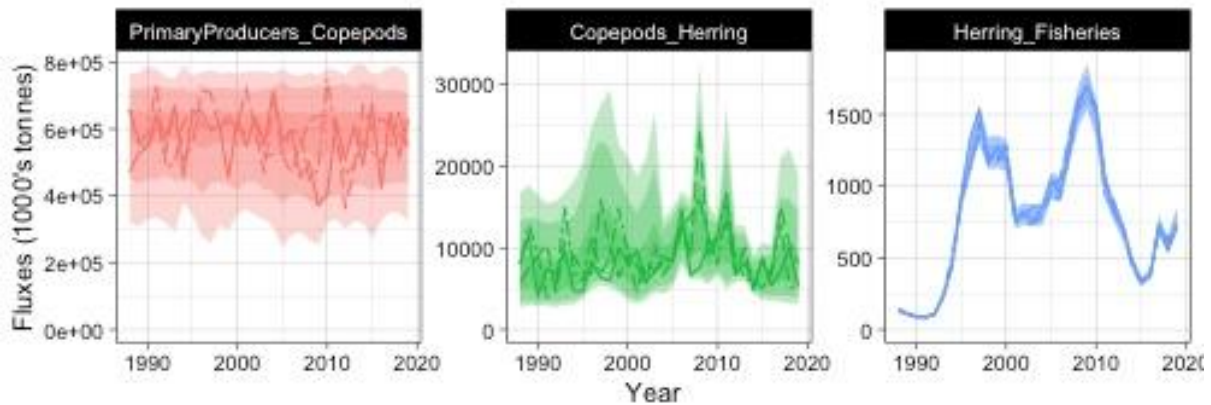 PrimaryProducers_Copepods Copepods_Herring Herring_Fisheries
Fluxes (1000's tonnes)
8e+05
6e+05
4e+05
2e+05
0e+00
30000
20000
10000
0
1500
1000
500
0
1990 2000 2010 2020 1990 2000 2010 2020 1990 2000 2010 2020
Year